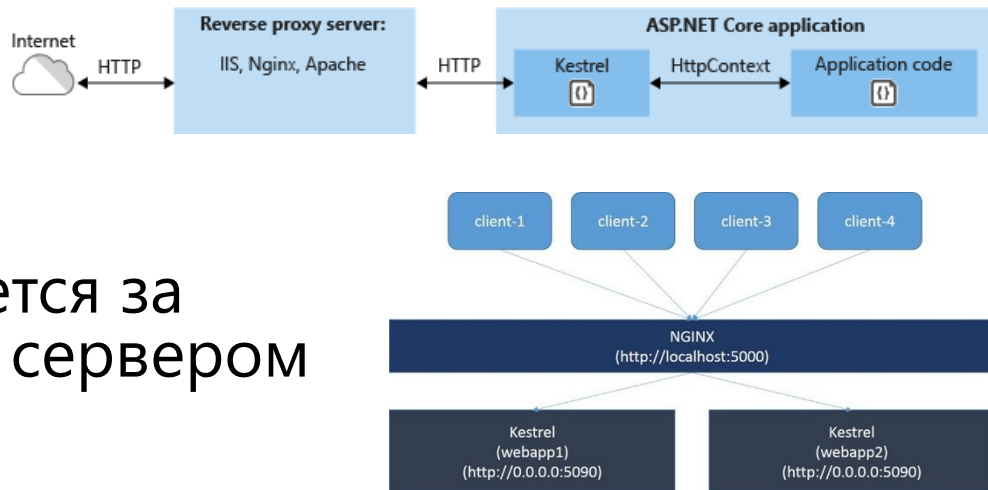 Reverse proxy server:
ASP.NET Core application
Internet
HTTP
IIS, Nginx, Apache
HTTP
Kestrel
HttpContext
Application code
{}
{}
client-1
client-2
client-3
client-4
ется за
сервером
NGINX
(http://localhost:5000)
Kestrel
(webapp1)
(http://0.0.0.0:5090)
Kestrel
(webapp2)
(http://0.0.0.0:5090)